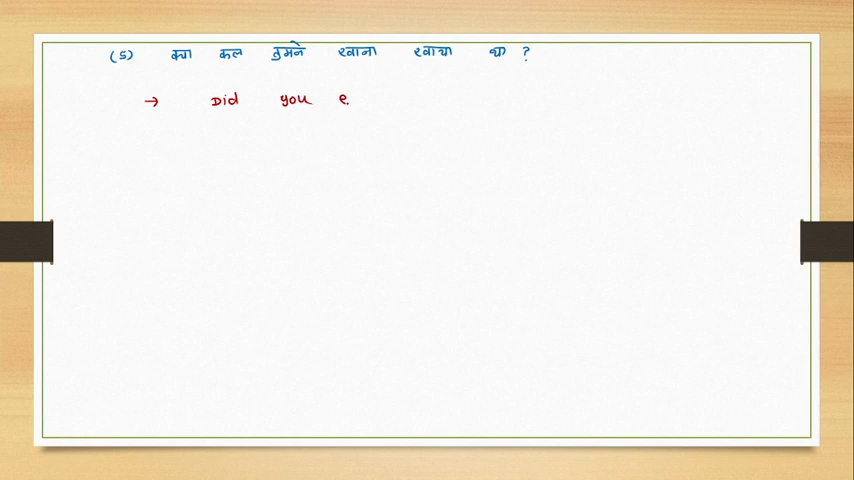 (5) क्या कल तुमने खाना खाया था ?
→ Did you e